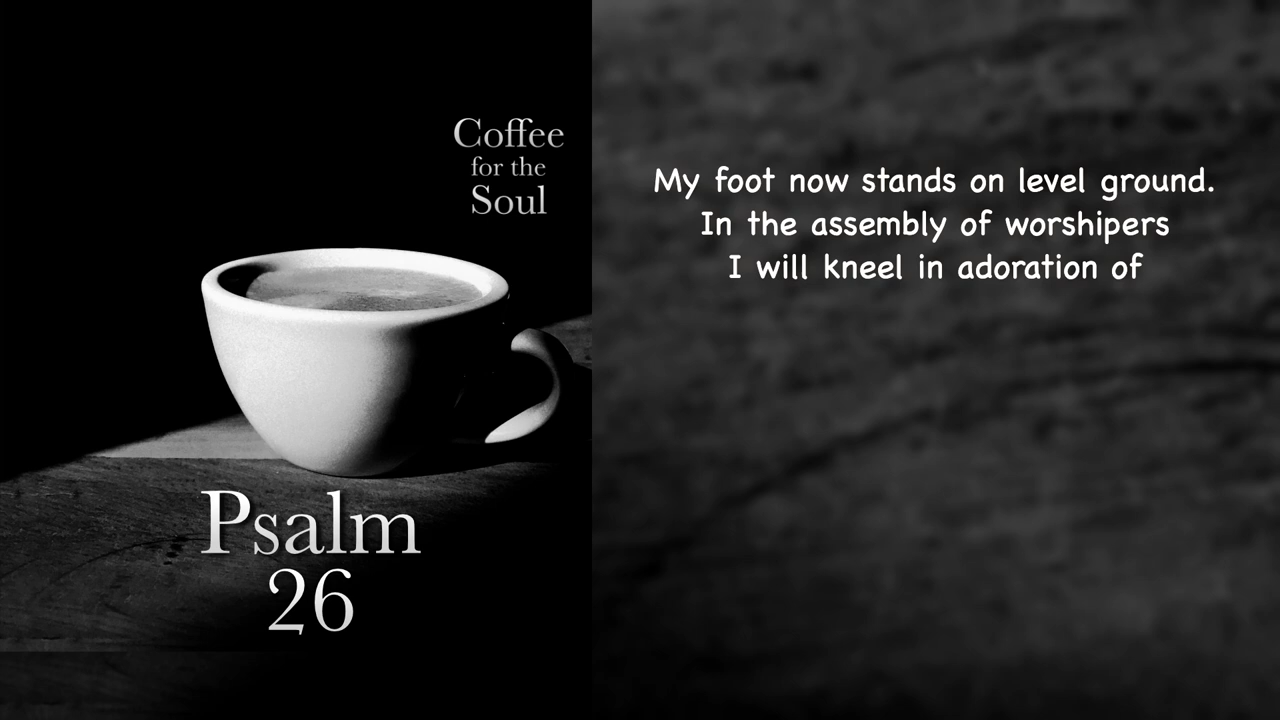 Coffee
for the
Soul
Psalm
26
My foot now stands on level ground.
In the assembly of worshipers
I will kneel in adoration of